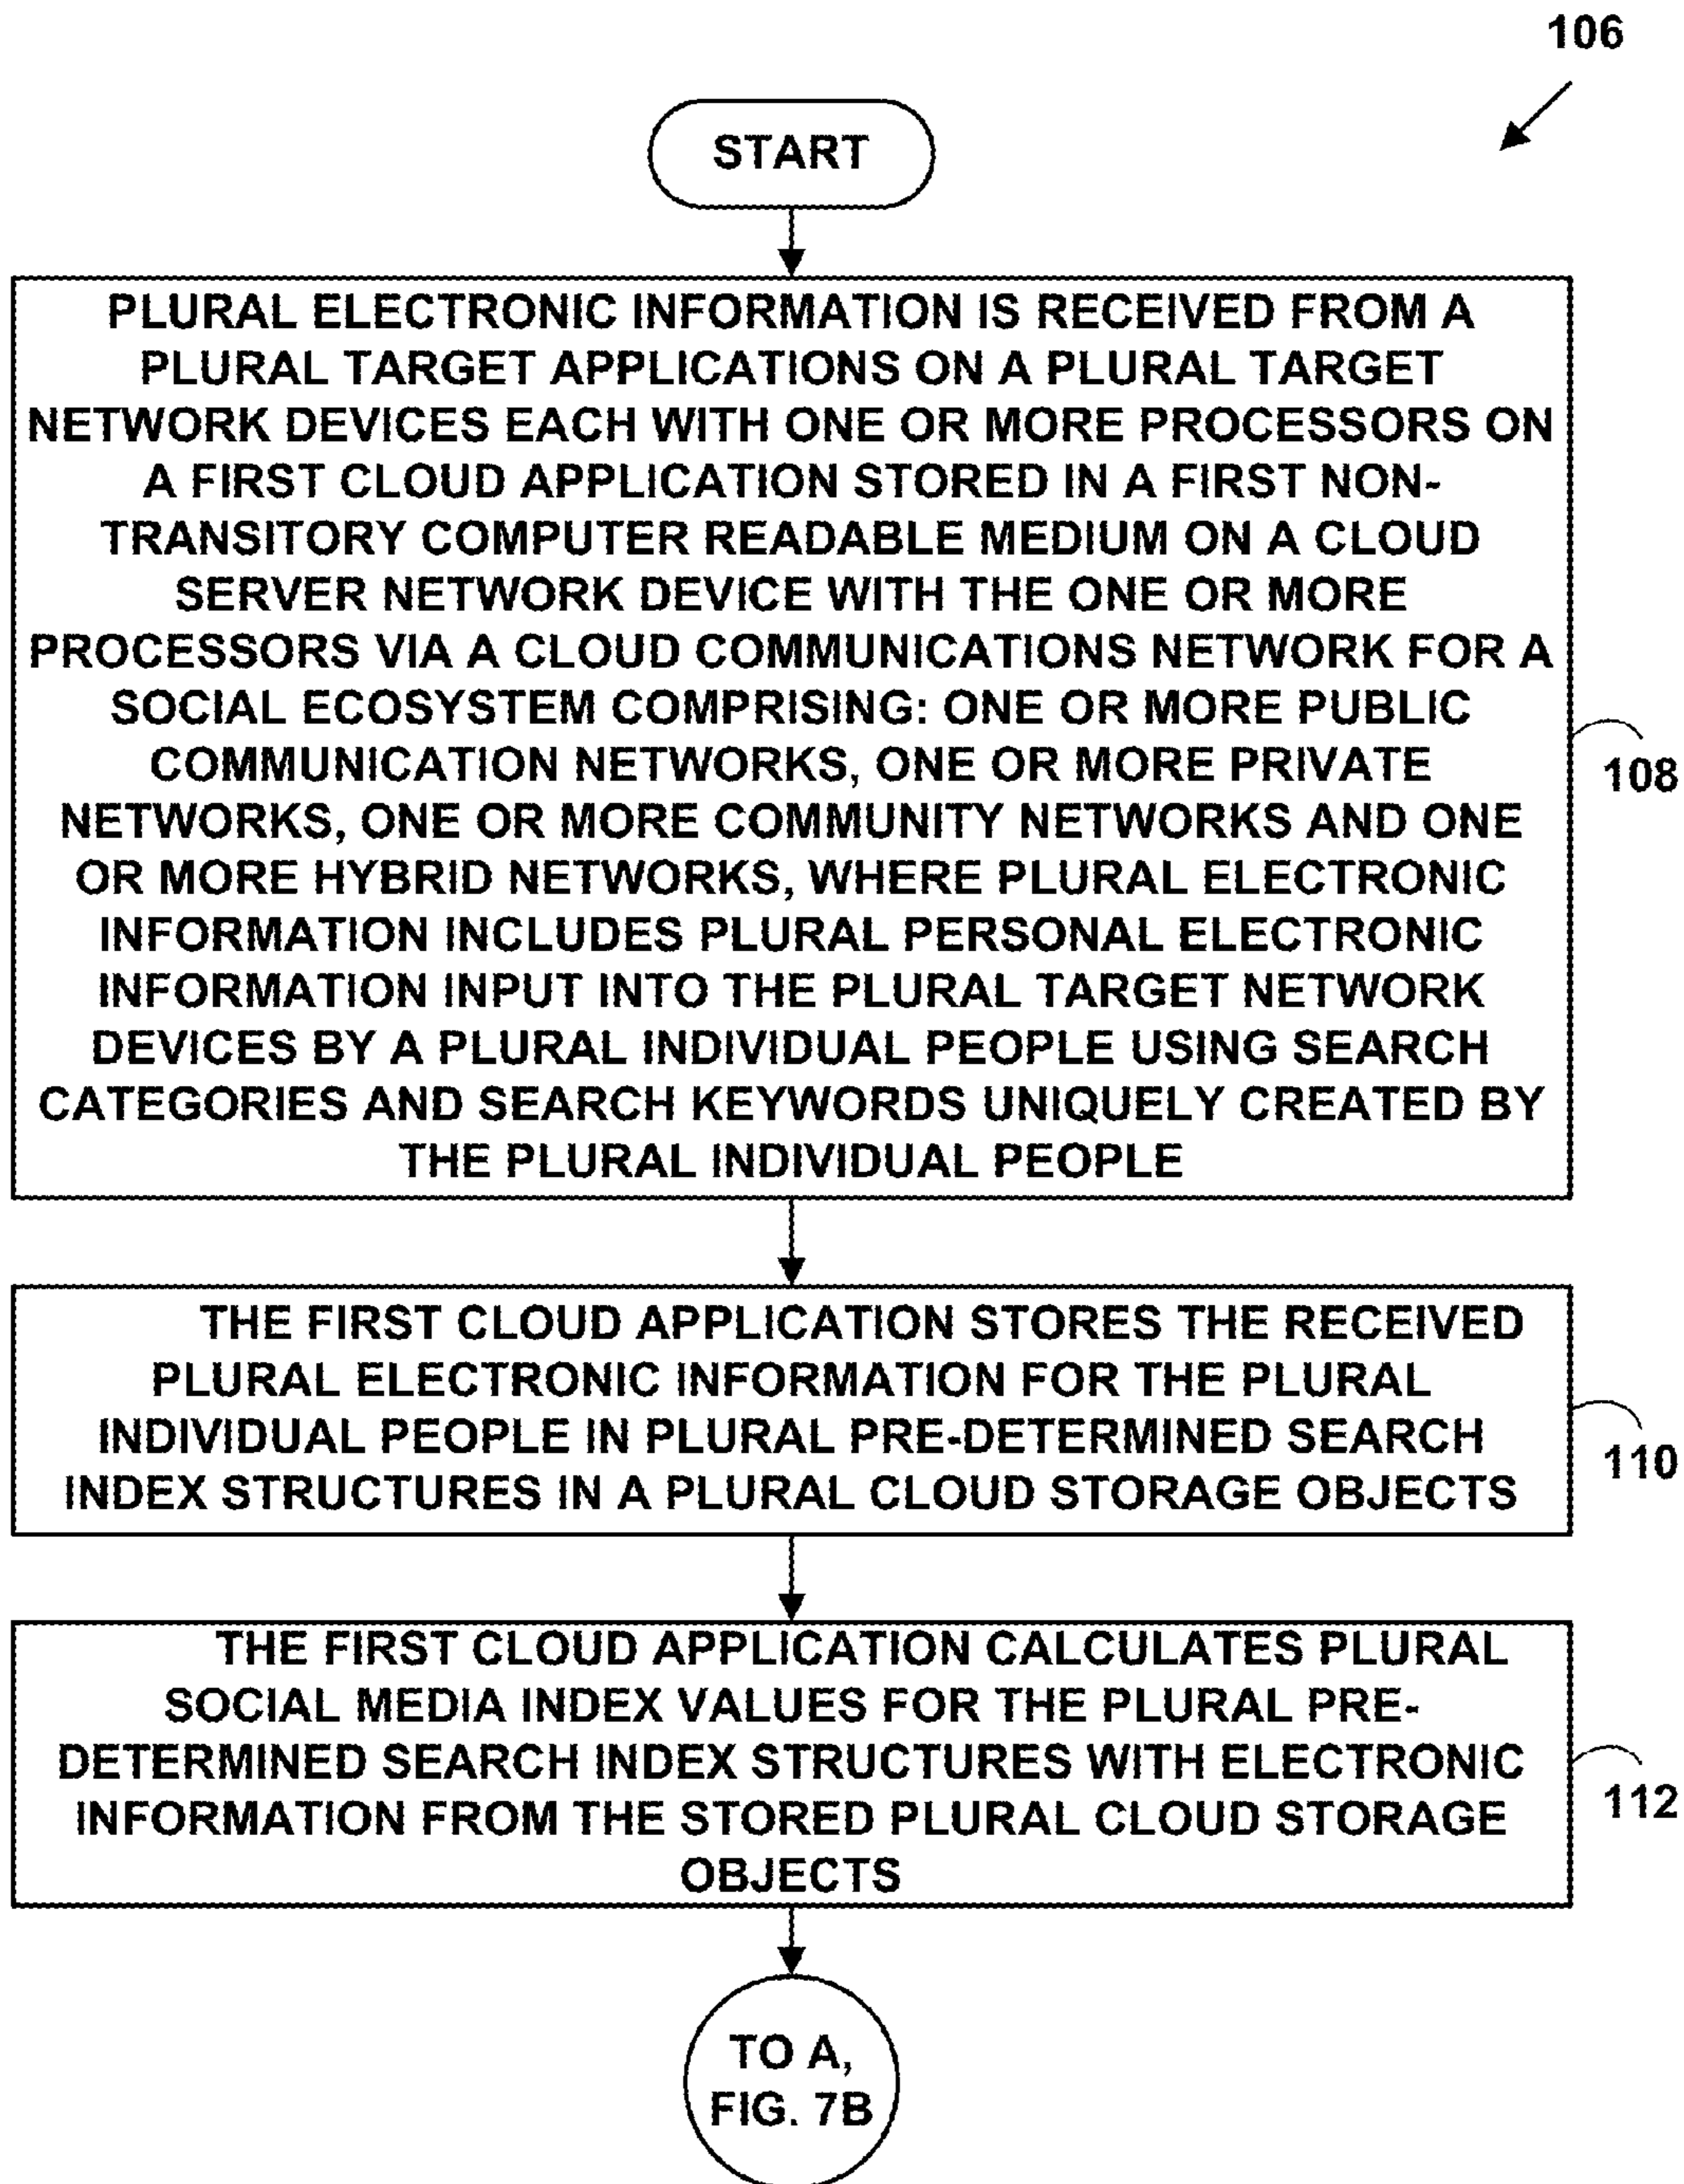 106
START
PLURAL ELECTRONIC INFORMATION IS RECEIVED FROM A
PLURAL TARGET APPLICATIONS ON A PLURAL TARGET
NETWORK DEVICES EACH WITH ONE OR MORE PROCESSORS ON
A FIRST CLOUD APPLICATION STORED IN A FIRST NON-
TRANSITORY COMPUTER READABLE MEDIUM ON A CLOUD
SERVER NETWORK DEVICE WITH THE ONE OR MORE
PROCESSORS VIA A CLOUD COMMUNICATIONS NETWORK FOR A
SOCIAL ECOSYSTEM COMPRISING: ONE OR MORE PUBLIC
COMMUNICATION NETWORKS, ONE OR MORE PRIVATE
NETWORKS, ONE OR MORE COMMUNITY NETWORKS AND ONE
OR MORE HYBRID NETWORKS, WHERE PLURAL ELECTRONIC
INFORMATION INCLUDES PLURAL PERSONAL ELECTRONIC
INFORMATION INPUT INTO THE PLURAL TARGET NETWORK
DEVICES BY A PLURAL INDIVIDUAL PEOPLE USING SEARCH
CATEGORIES AND SEARCH KEYWORDS UNIQUELY CREATED BY
THE PLURAL INDIVIDUAL PEOPLE
108
THE FIRST CLOUD APPLICATION STORES THE RECEIVED
PLURAL ELECTRONIC INFORMATION FOR THE PLURAL
INDIVIDUAL PEOPLE IN PLURAL PRE-DETERMINED SEARCH
INDEX STRUCTURES IN A PLURAL CLOUD STORAGE OBJECTS
110
THE FIRST CLOUD APPLICATION CALCULATES PLURAL
SOCIAL MEDIA INDEX VALUES FOR THE PLURAL PRE-
DETERMINED SEARCH INDEX STRUCTURES WITH ELECTRONIC
INFORMATION FROM THE STORED PLURAL CLOUD STORAGE
OBJECTS
112
TO A,
FIG. 7B